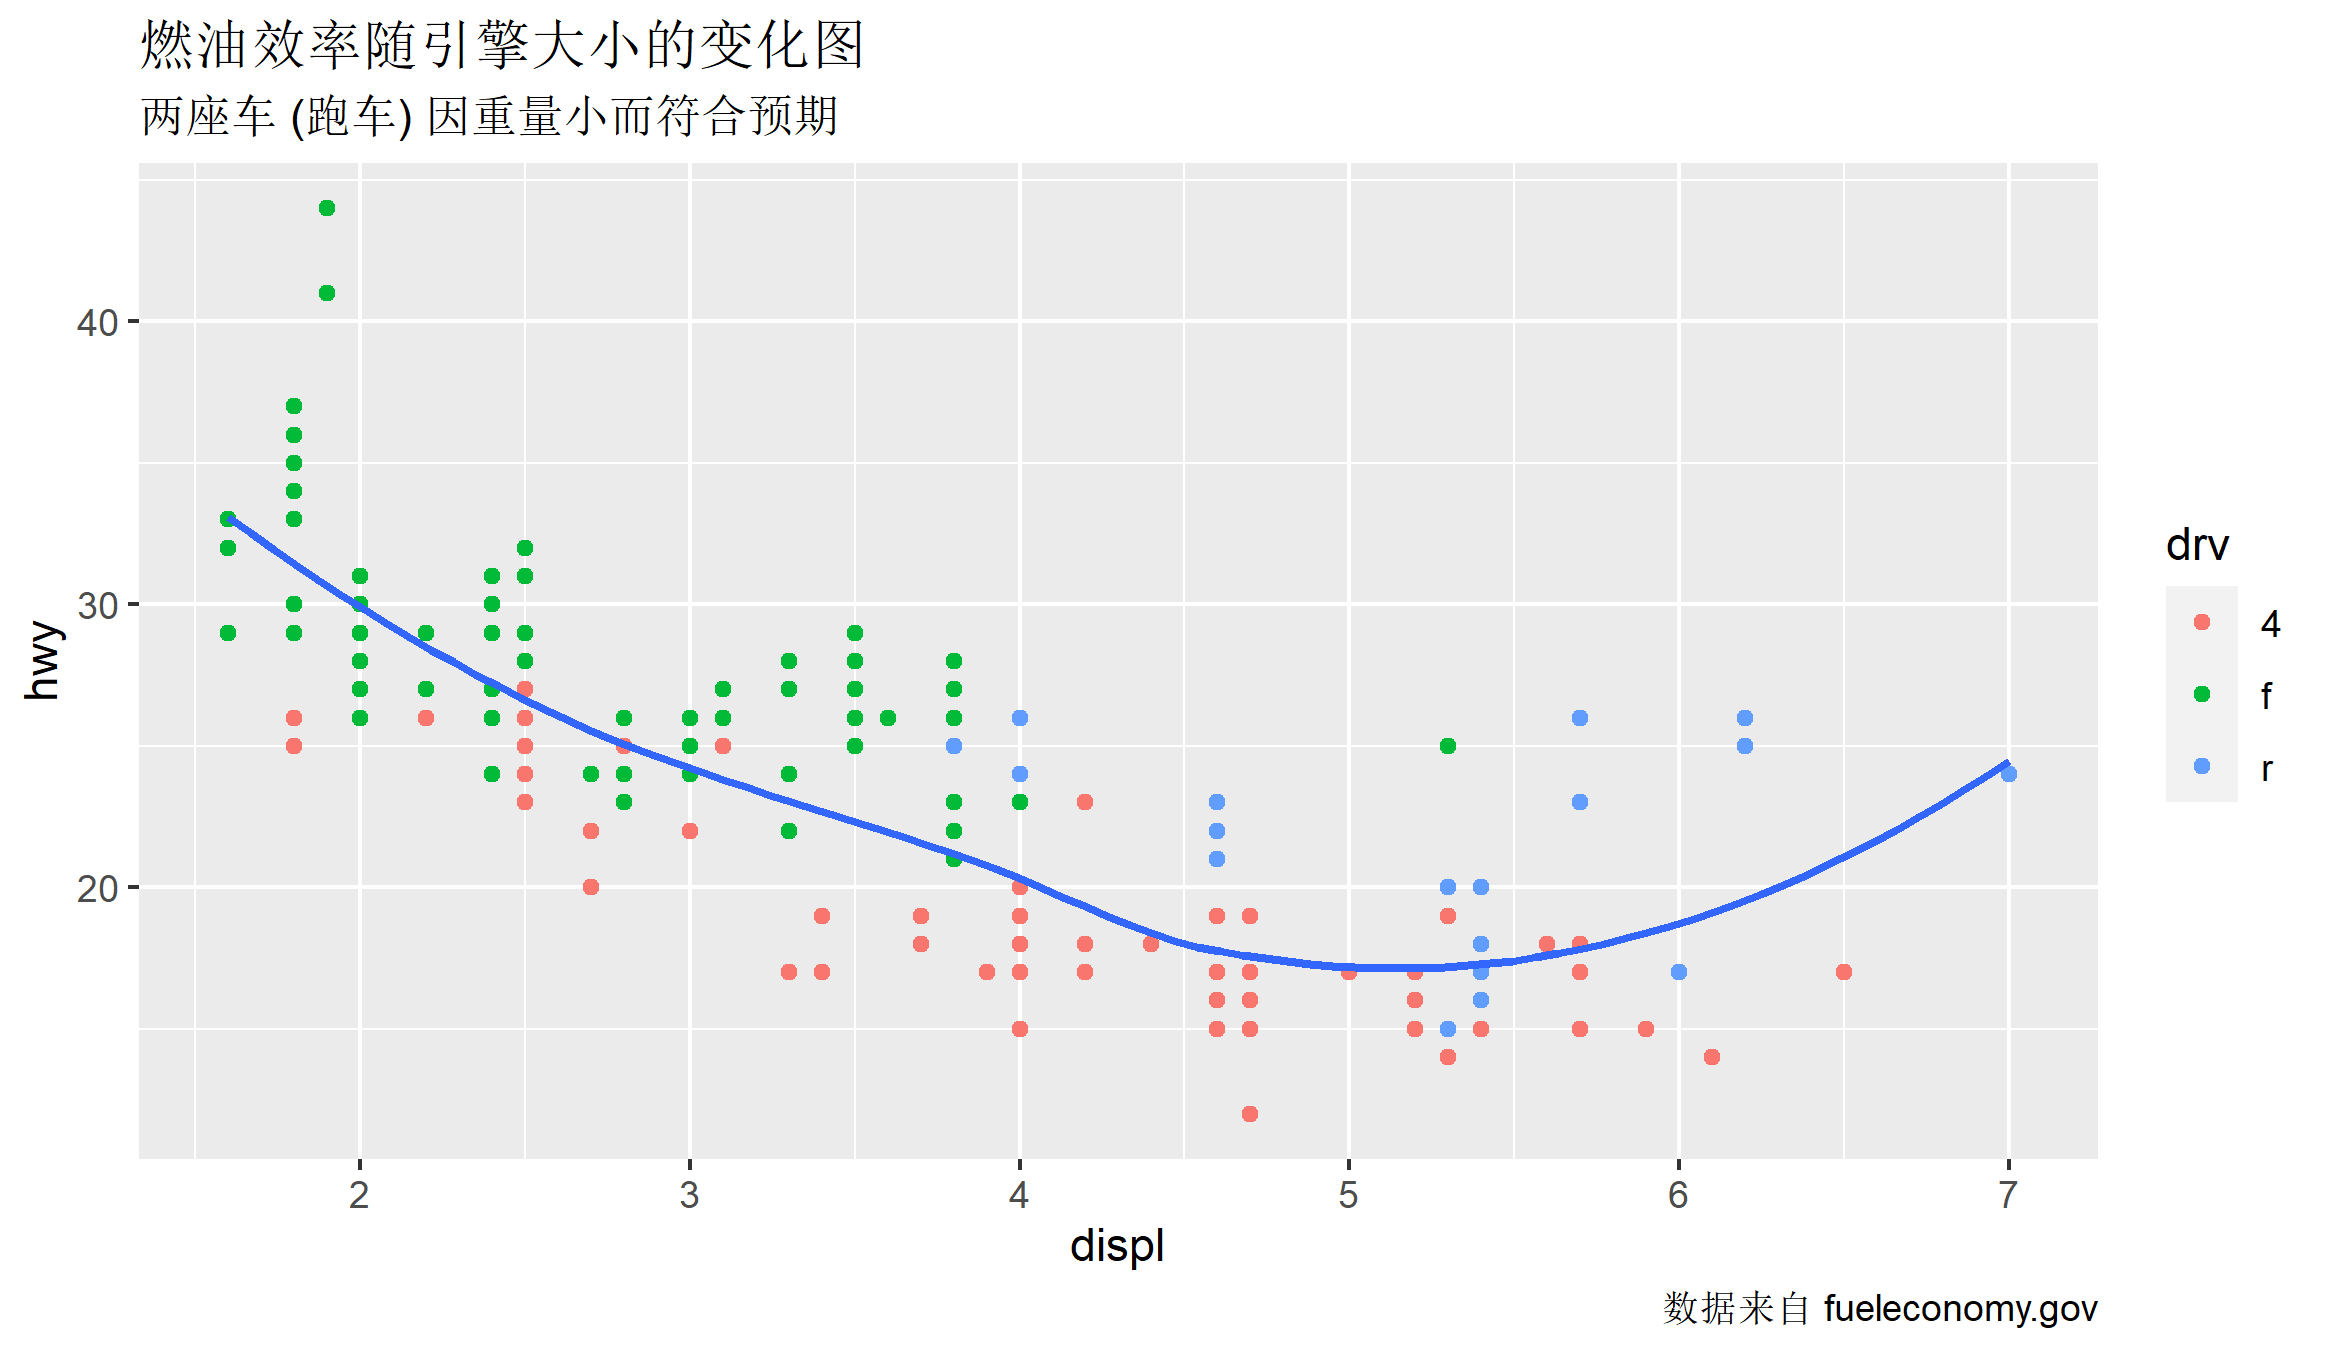 燃油效率随引擎大小的变化图
两座车 (跑车) 因重量小而符合预期
40
30
20
hwy
2 3 4 5 6 7
displ
drv
4
f
r
数据来自 fueleconomy.gov